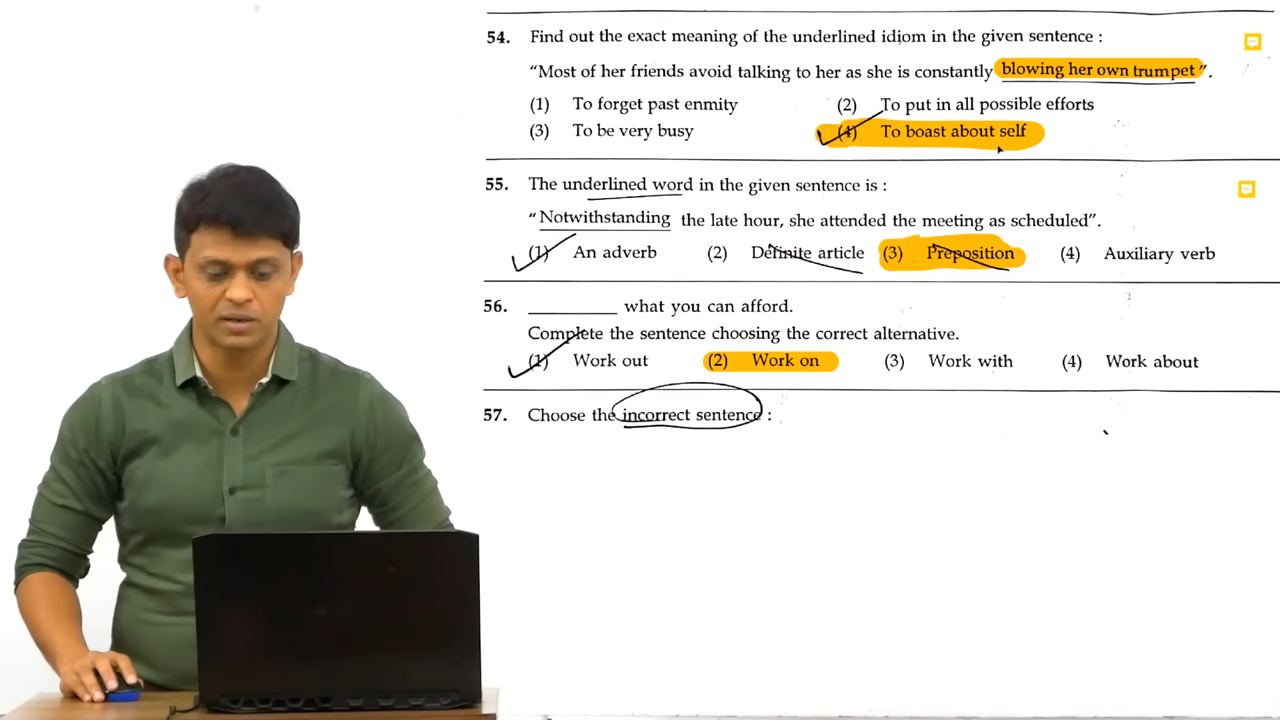 54. Find out the exact meaning of the underlined idiom in the given sentence :
“Most of her friends avoid talking to her as she is constantly blowing her own trumpet”.
(1) To forget past enmity (2) To put in all possible efforts
(3) To be very busy (4) To boast about self
55. The underlined word in the given sentence is :
“Notwithstanding the late hour, she attended the meeting as scheduled”.
(1) An adverb (2) Definite article (3) Preposition (4) Auxiliary verb
56. ________ what you can afford.
Complete the sentence choosing the correct alternative.
(1) Work out (2) Work on (3) Work with (4) Work about
57. Choose the incorrect sentence :